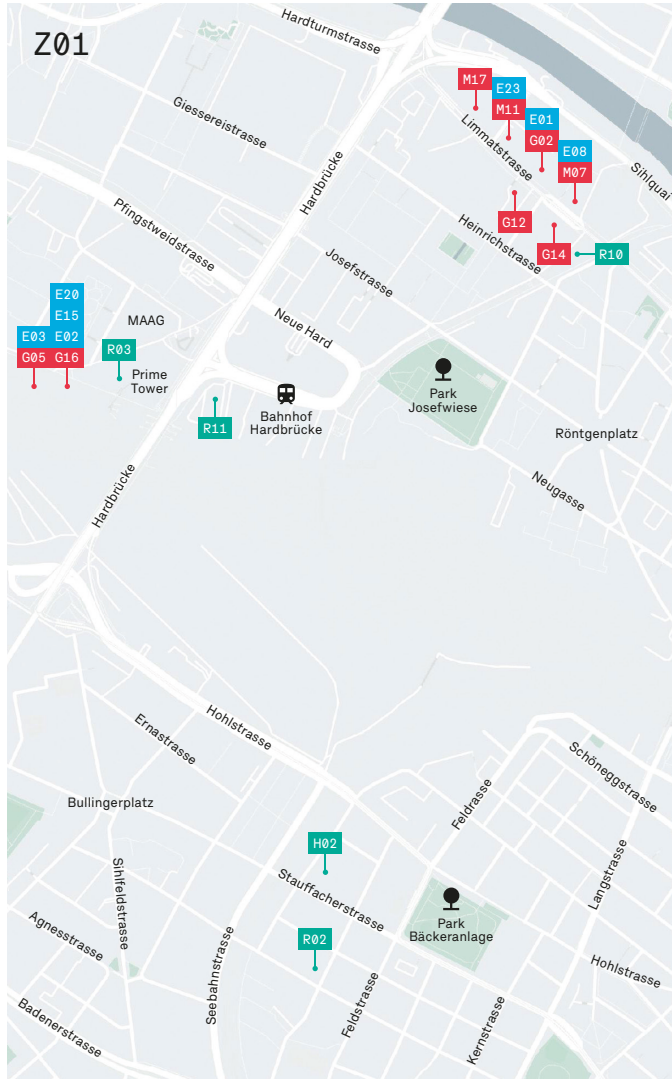 Z01
Hardturmstrasse
Giessereistrasse
Hardbrücke
M17
E23
M11
E01
G02
E08
M07
Limmatstrasse
Sihlquai
G12
G14
R10
Heinrichstrasse
Pfingstweidstrasse
Josefstrasse
Neue Hard
E20
E15
E03
E02
G05
G16
MAAG
R03
Prime
Tower
R11
Bahnhof
Hardbrücke
Park
Josefwiese
Röntgenplatz
Neugasse
Hardbrücke
Hohlstrasse
Ernastrasse
Bullingerplatz
Feldrasse
Schöneggstrasse
Langstrasse
H02
Stauffacherstrasse
Sihlfeldstrasse
Agnesstrasse
Seebahnstrasse
R02
Park
Bäckeranlage
Hohlstrasse
Feldstrasse
Kernstrasse
Badenerstrasse